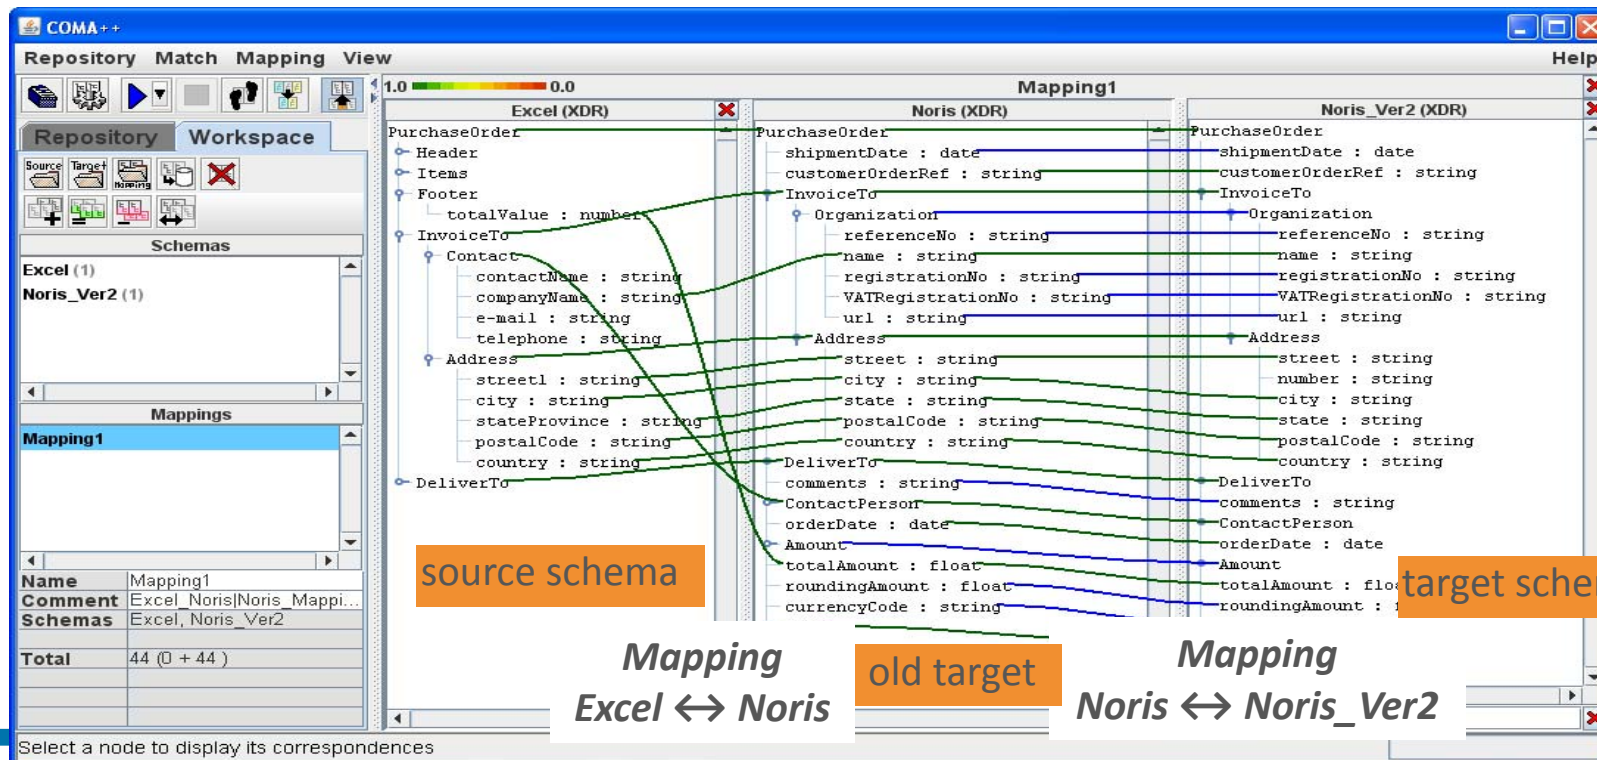 COMA++
Repository Match Mapping View Help
1.0 0.0 Mapping1
Repository Workspace
Source Target Mapping
Schemas
Excel (1)
Noris_Ver2 (1)
Mappings
Mapping1
Name Mapping1
Comment Excel_Noris|Noris_Mappi...
Schemas Excel, Noris_Ver2
Total 44 (0 + 44 )
Excel (XDR)
PurchaseOrder
Header
Items
Footer
totalValue : number
InvoiceTo
Contact
contactName : string
companyName : string
e-mail : string
telephone : string
Address
street1 : string
city : string
stateProvince : string
postalCode : string
country : string
DeliverTo
source schema
Noris (XDR)
PurchaseOrder
shipmentDate : date
customerOrderRef : string
InvoiceTo
Organization
referenceNo : string
name : string
registrationNo : string
VATRegistrationNo : string
url : string
Address
street : string
city : string
state : string
postalCode : string
country : string
DeliverTo
comments : string
ContactPerson
orderDate : date
Amount
totalAmount : float
roundingAmount : float
currencyCode : string
Noris_Ver2 (XDR)
PurchaseOrder
shipmentDate : date
customerOrderRef : string
InvoiceTo
Organization
referenceNo : string
name : string
registrationNo : string
VATRegistrationNo : string
url : string
Address
street : string
number : string
city : string
state : string
postalCode : string
country : string
DeliverTo
comments : string
ContactPerson
orderDate : date
Amount
totalAmount : floa
roundingAmount :
target scher
Mapping
Excel ↔ Noris
old target
Mapping
Noris ↔ Noris_Ver2
Select a node to display its correspondences